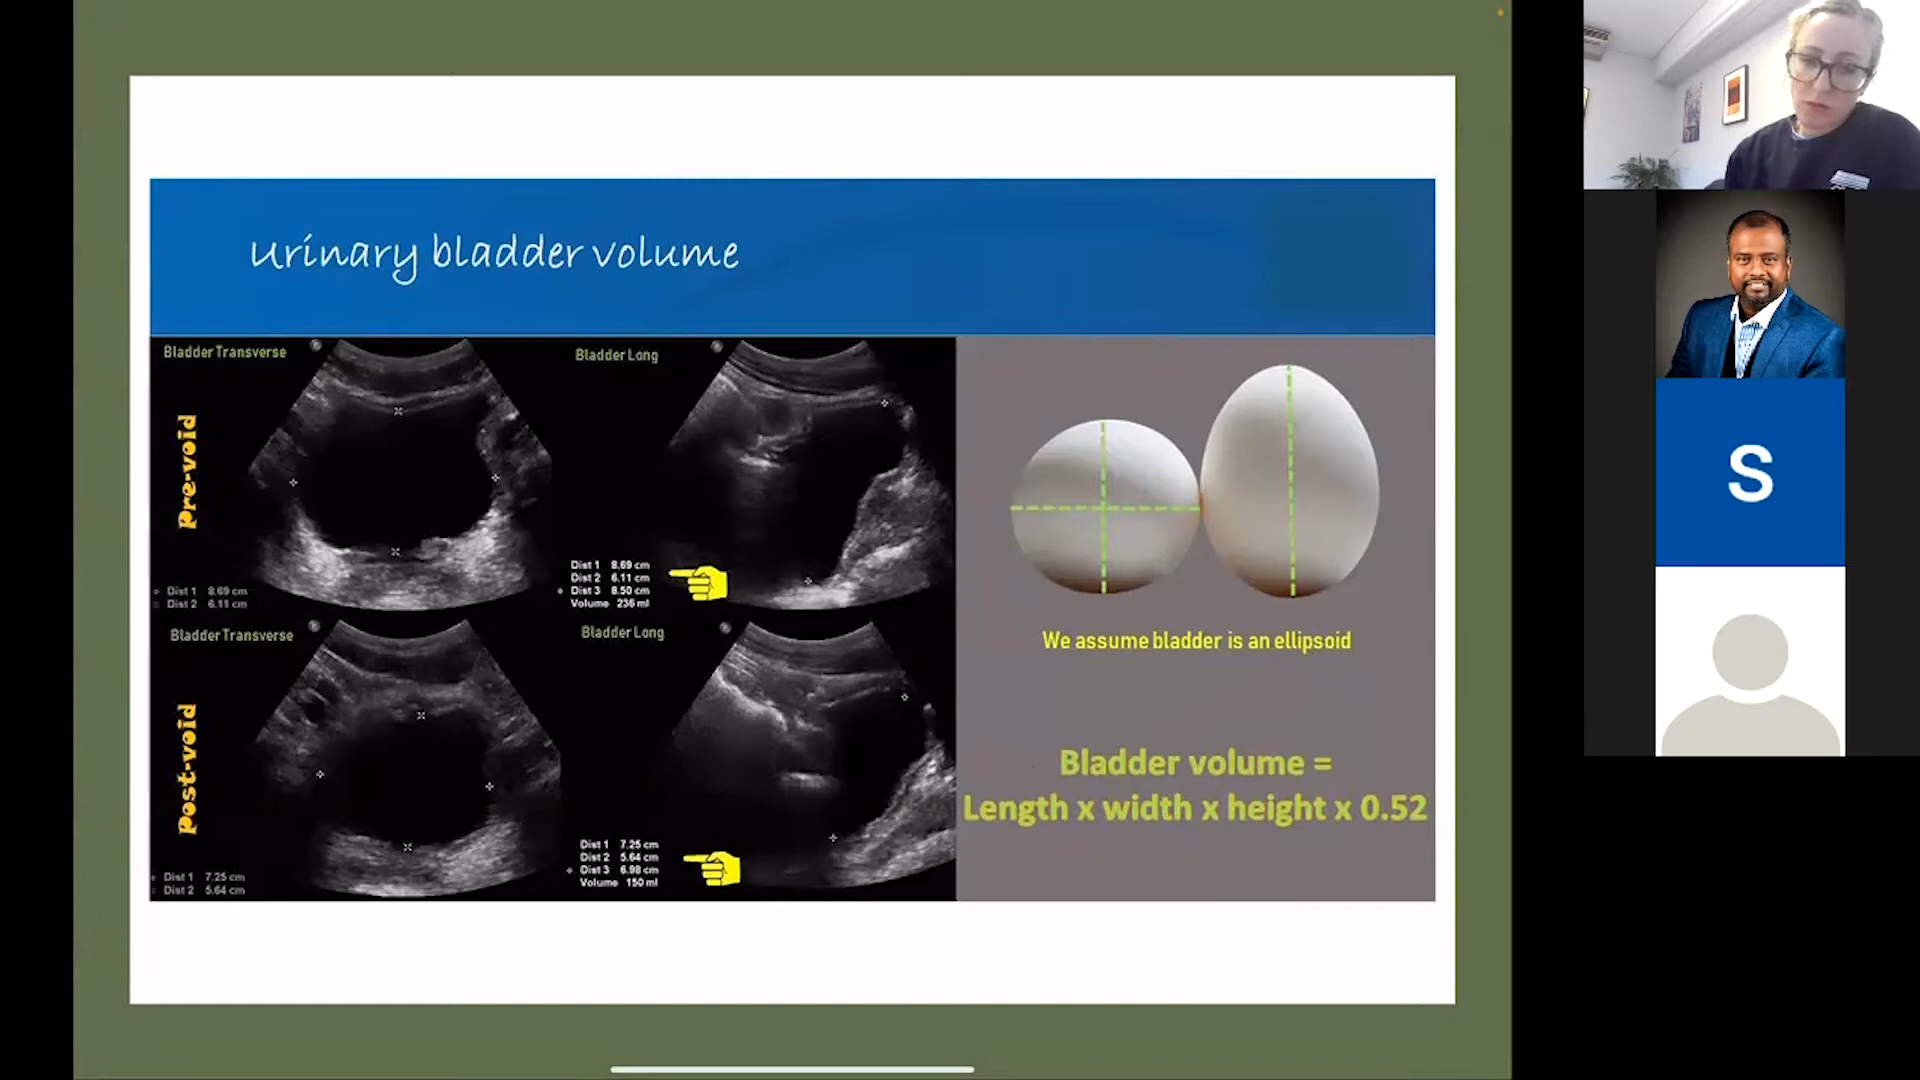 Urinary bladder volume
Bladder Transverse
Bladder Long
Pre-void
Dist 1 8.69 cm
Dist 2 6.11 cm
Dist 1 8.69 cm
Dist 2 6.11 cm
Dist 3 8.50 cm
Volume 236 ml
Bladder Transverse
Bladder Long
Post-void
Dist 1 7.25 cm
Dist 2 5.64 cm
Dist 1 7.25 cm
Dist 2 5.64 cm
Dist 3 6.98 cm
Volume 150 ml
We assume bladder is an ellipsoid
Bladder volume =
Length x width x height x 0.52
S